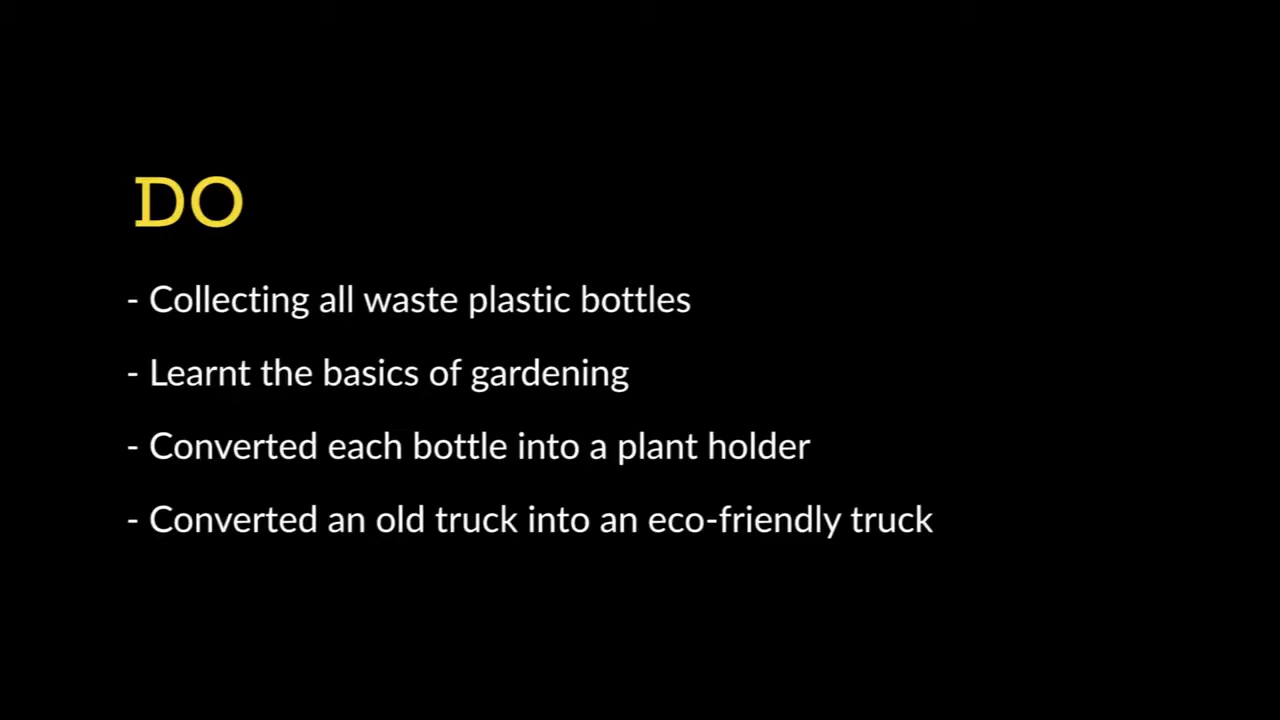 DO
- Collecting all waste plastic bottles
- Learnt the basics of gardening
- Converted each bottle into a plant holder
- Converted an old truck into an eco-friendly truck